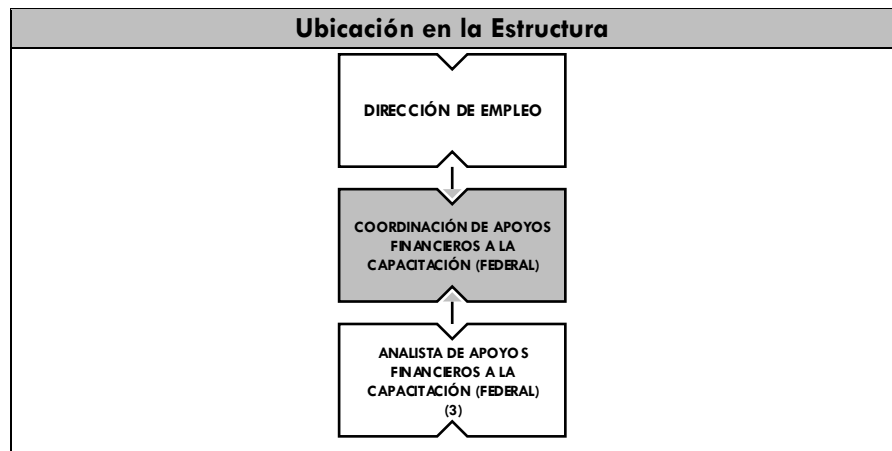 Ubicación en la Estructura
DIRECCIÓN DE EMPLEO
COORDINACIÓN DE APOYOS
FINANCIEROS A LA
CAPACITACIÓN (FEDERAL)
ANALISTA DE APOYOS
FINANCIEROS A LA
CAPACITACIÓN (FEDERAL)
(3)